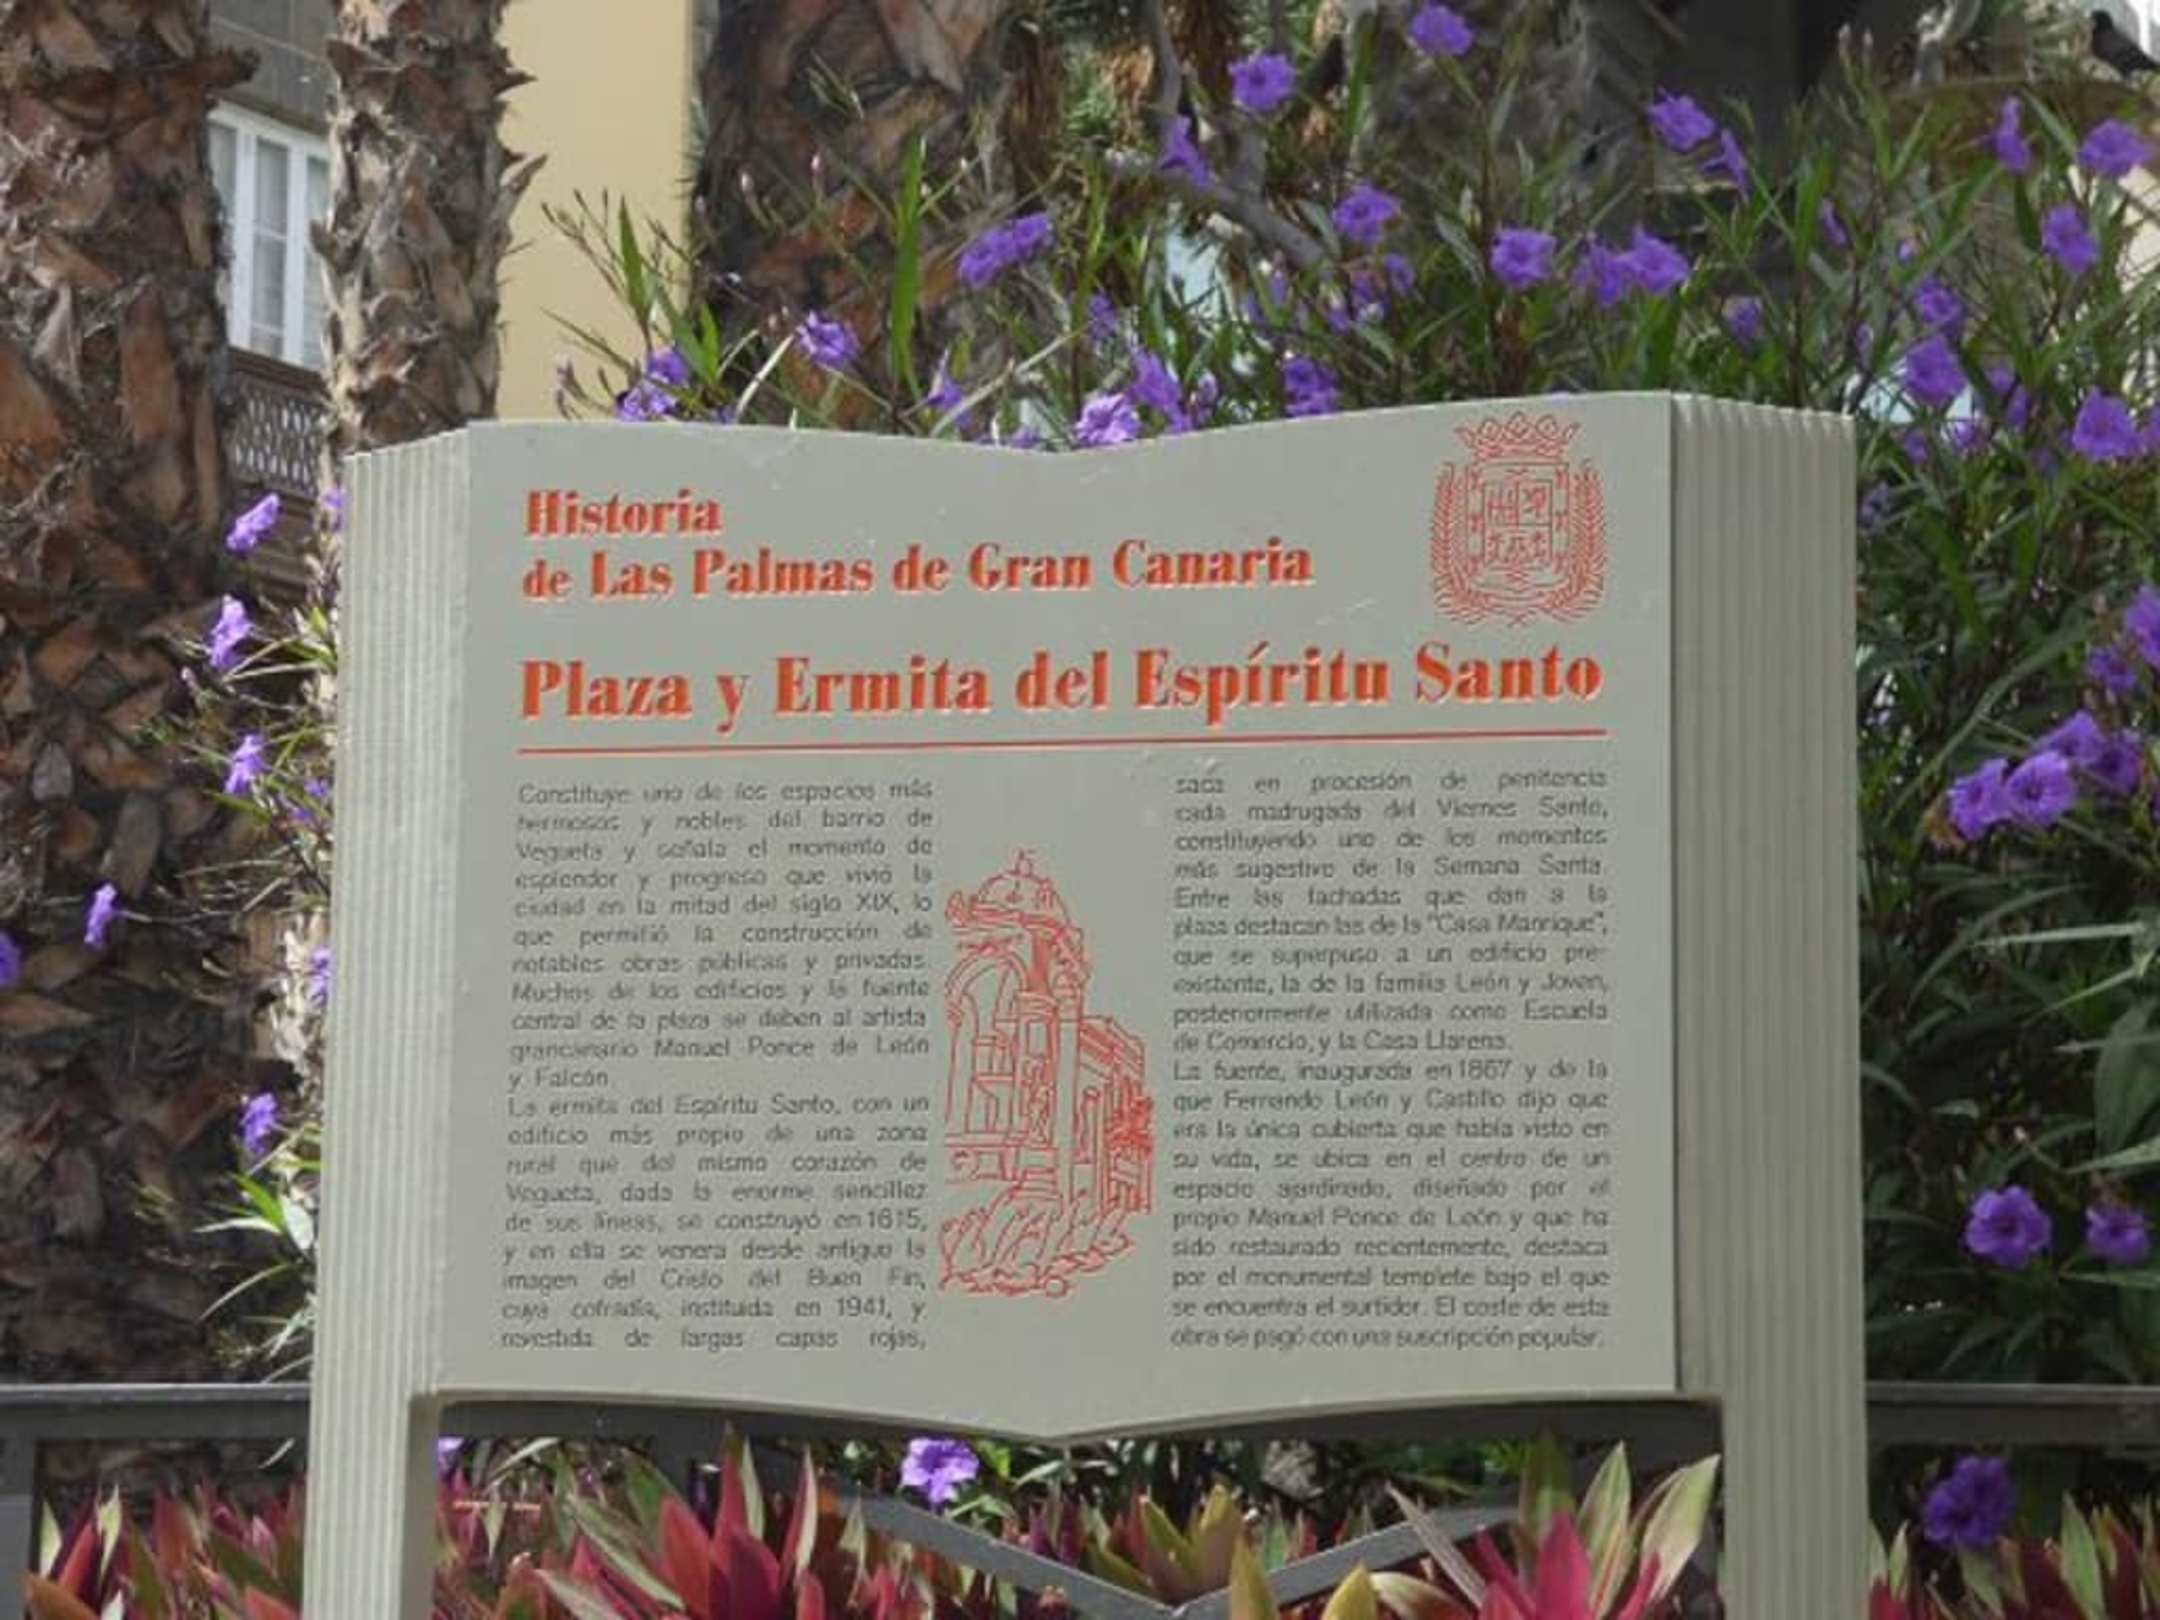 Historia
de Las Palmas de Gran Canaria
Plaza y Ermita del Espíritu Santo
Constituye uno de los espacios más
hermosos y nobles del barrio de
Vegueta y señala el momento de
esplendor y progreso que vivió la
ciudad en la mitad del siglo XIX, lo
que permitió la construcción de
notables obras públicas y privadas.
Muchos de los edificios y la fuente
central de la plaza se deben al artista
grancanario Manuel Ponce de León
y Falcón.
La ermita del Espíritu Santo, con un
edificio más propio de una zona
rural que del mismo corazón de
Vegueta, dada la enorme sencillez
de sus líneas, se construyó en 1615,
y en ella se venera desde antiguo la
imagen del Cristo del Buen Fin,
cuya cofradía, instituida en 1941, y
revestida de largas capas rojas,
saca en procesión de penitencia
cada madrugada del Viernes Santo,
constituyendo uno de los momentos
más sugestivo de la Semana Santa.
Entre las fachadas que dan a la
plaza destacan las de la "Casa Manrique",
que se superpuso a un edificio pre-
existente, la de la familia León y Joven,
posteriormente utilizada como Escuela
de Comercio, y la Casa Llarena.
La fuente, inaugurada en 1867 y de la
que Fernando León y Castillo dijo que
era la única cubierta que había visto en
su vida, se ubica en el centro de un
espacio ajardinado, diseñado por el
propio Manuel Ponce de León y que ha
sido restaurado recientemente, destaca
por el monumental templete bajo el que
se encuentra el surtidor. El coste de esta
obra se pagó con una suscripción popular.